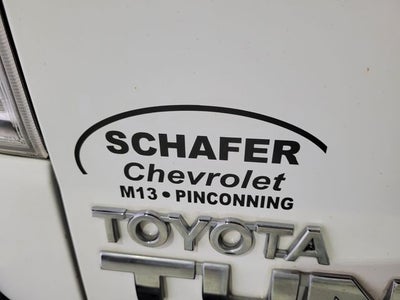 SCHAFER
Chevrolet
M13 • PINCONNING
TOYOTA